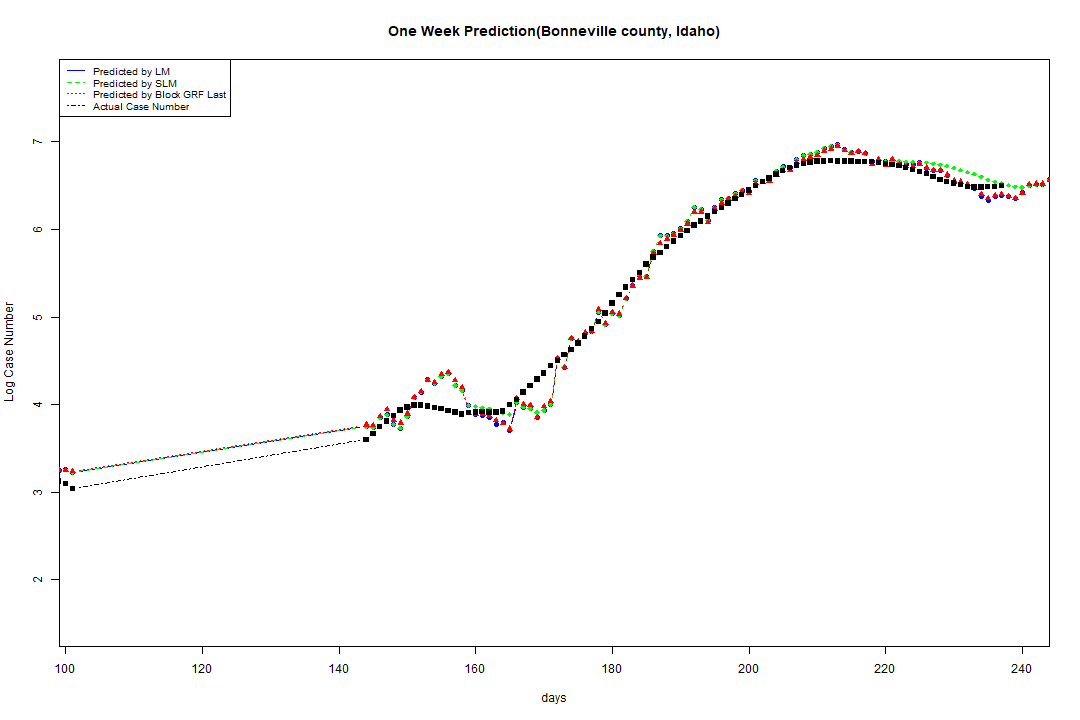 One Week Prediction(Bonneville county, Idaho)
Predicted by LM
Predicted by SLM
Predicted by Block GRF Last
Actual Case Number
Log Case Number
7
6
5
4
3
2
100 120 140 160 180 200 220 240
days